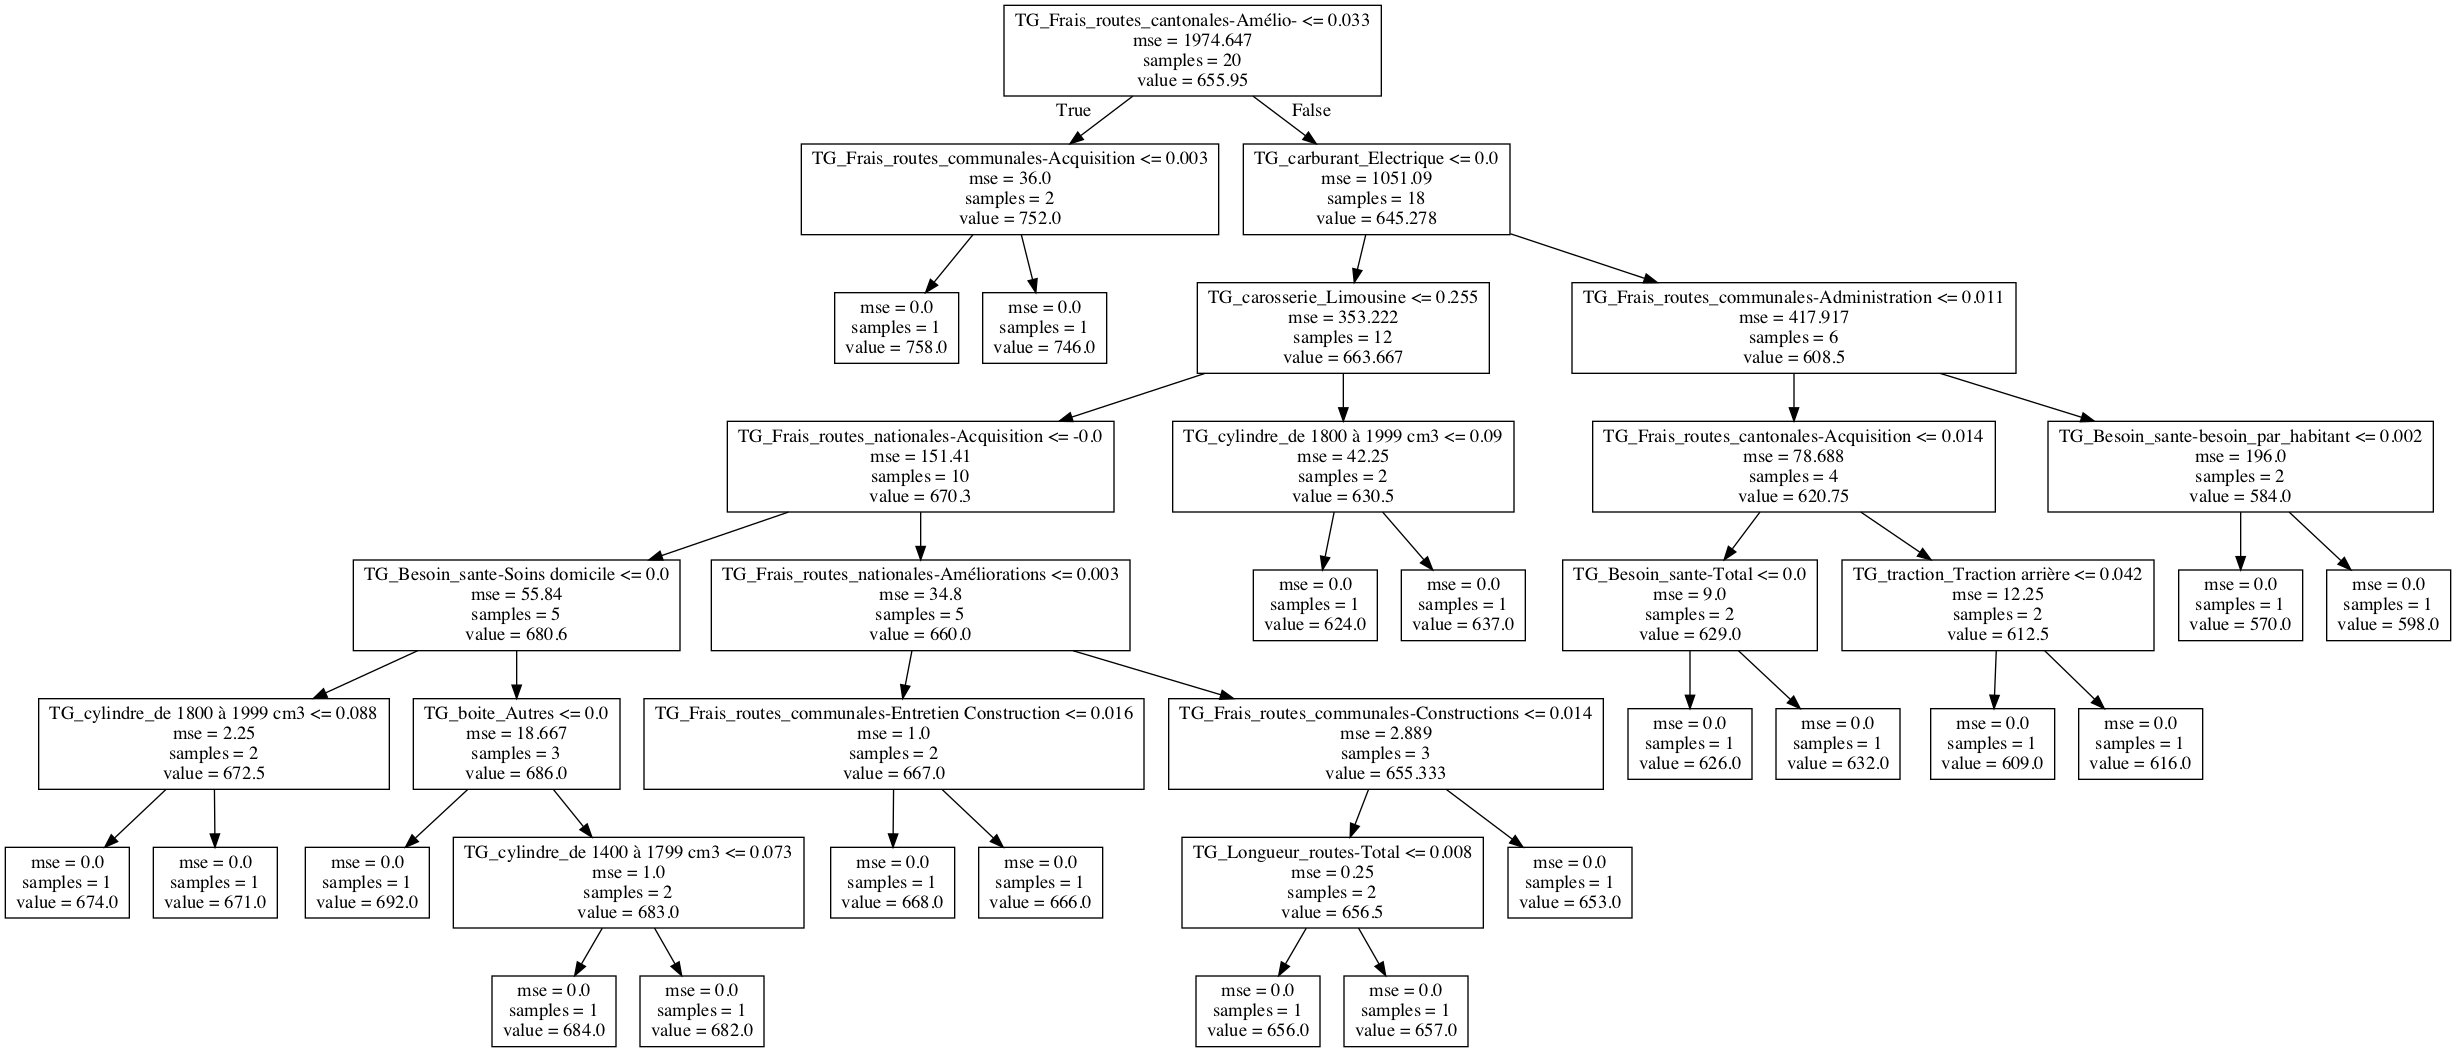 TG_Frais_routes_cantonales-Amélio- <= 0.033
mse = 1974.647
samples = 20
value = 655.95
True
False
TG_Frais_routes_communales-Acquisition <= 0.003
mse = 36.0
samples = 2
value = 752.0
TG_carburant_Electrique <= 0.0
mse = 1051.09
samples = 18
value = 645.278
mse = 0.0
samples = 1
value = 758.0
mse = 0.0
samples = 1
value = 746.0
TG_carosserie_Limousine <= 0.255
mse = 353.222
samples = 12
value = 663.667
TG_Frais_routes_communales-Administration <= 0.011
mse = 417.917
samples = 6
value = 608.5
TG_Frais_routes_nationales-Acquisition <= -0.0
mse = 151.41
samples = 10
value = 670.3
TG_cylindre_de 1800 à 1999 cm3 <= 0.09
mse = 42.25
samples = 2
value = 630.5
TG_Frais_routes_cantonales-Acquisition <= 0.014
mse = 78.688
samples = 4
value = 620.75
TG_Besoin_sante-besoin_par_habitant <= 0.002
mse = 196.0
samples = 2
value = 584.0
TG_Besoin_sante-Soins domicile <= 0.0
mse = 55.84
samples = 5
value = 680.6
TG_Frais_routes_nationales-Améliorations <= 0.003
mse = 34.8
samples = 5
value = 660.0
mse = 0.0
samples = 1
value = 624.0
mse = 0.0
samples = 1
value = 637.0
TG_Besoin_sante-Total <= 0.0
mse = 9.0
samples = 2
value = 629.0
TG_traction_Traction arrière <= 0.042
mse = 12.25
samples = 2
value = 612.5
mse = 0.0
samples = 1
value = 570.0
mse = 0.0
samples = 1
value = 598.0
TG_cylindre_de 1800 à 1999 cm3 <= 0.088
mse = 2.25
samples = 2
value = 672.5
TG_boite_Autres <= 0.0
mse = 18.667
samples = 3
value = 686.0
TG_Frais_routes_communales-Entretien Construction <= 0.016
mse = 1.0
samples = 2
value = 667.0
TG_Frais_routes_communales-Constructions <= 0.014
mse = 2.889
samples = 3
value = 655.333
mse = 0.0
samples = 1
value = 626.0
mse = 0.0
samples = 1
value = 632.0
mse = 0.0
samples = 1
value = 609.0
mse = 0.0
samples = 1
value = 616.0
mse = 0.0
samples = 1
value = 674.0
mse = 0.0
samples = 1
value = 671.0
mse = 0.0
samples = 1
value = 692.0
TG_cylindre_de 1400 à 1799 cm3 <= 0.073
mse = 1.0
samples = 2
value = 683.0
mse = 0.0
samples = 1
value = 668.0
mse = 0.0
samples = 1
value = 666.0
TG_Longueur_routes-Total <= 0.008
mse = 0.25
samples = 2
value = 656.5
mse = 0.0
samples = 1
value = 653.0
mse = 0.0
samples = 1
value = 684.0
mse = 0.0
samples = 1
value = 682.0
mse = 0.0
samples = 1
value = 656.0
mse = 0.0
samples = 1
value = 657.0